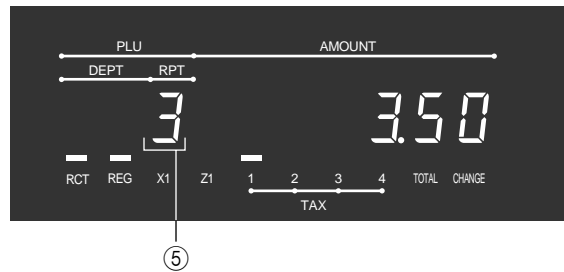 PLU AMOUNT
DEPT RPT
3 3.50
RCT REG X1 Z1 1 2 3 4 TOTAL CHANGE
TAX
⑤